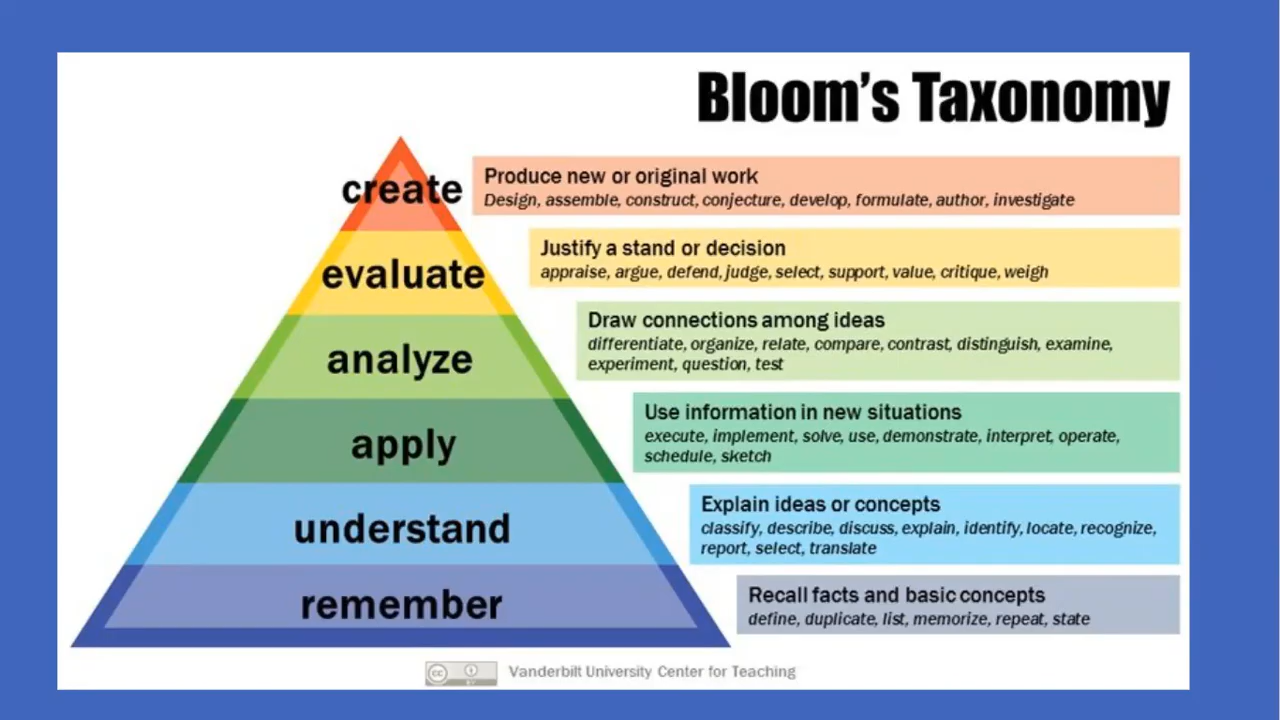 Bloom's Taxonomy
create
Produce new or original work
Design, assemble, construct, conjecture, develop, formulate, author, investigate
evaluate
Justify a stand or decision
appraise, argue, defend, judge, select, support, value, critique, weigh
analyze
Draw connections among ideas
differentiate, organize, relate, compare, contrast, distinguish, examine,
experiment, question, test
apply
Use information in new situations
execute, implement, solve, use, demonstrate, interpret, operate,
schedule, sketch
understand
Explain ideas or concepts
classify, describe, discuss, explain, identify, locate, recognize,
report, select, translate
remember
Recall facts and basic concepts
define, duplicate, list, memorize, repeat, state
cc BY
Vanderbilt University Center for Teaching